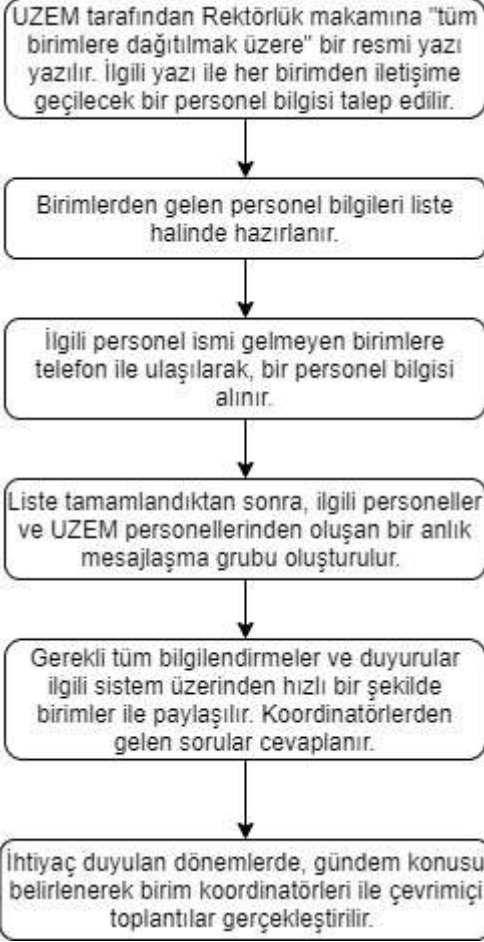 UZEM tarafından Rektörlük makamına "tüm
birimlere dağıtılmak üzere" bir resmi yazı
yazılır. İlgili yazı ile her birimden iletişime
geçilecek bir personel bilgisi talep edilir.
Birimlerden gelen personel bilgileri liste
halinde hazırlanır.
İlgili personel ismi gelmeyen birimlere
telefon ile ulaşılarak, bir personel bilgisi
alınır.
Liste tamamlandıktan sonra, ilgili personeller
ve UZEM personellerinden oluşan bir anlık
mesajlaşma grubu oluşturulur.
Gerekli tüm bilgilendirmeler ve duyurular
ilgili sistem üzerinden hızlı bir şekilde
birimler ile paylaşılır. Koordinatörlerden
gelen sorular cevaplanır.
İhtiyaç duyulan dönemlerde, gündem konusu
belirlenerek birim koordinatörleri ile çevrimiçi
toplantılar gerçekleştirilir.